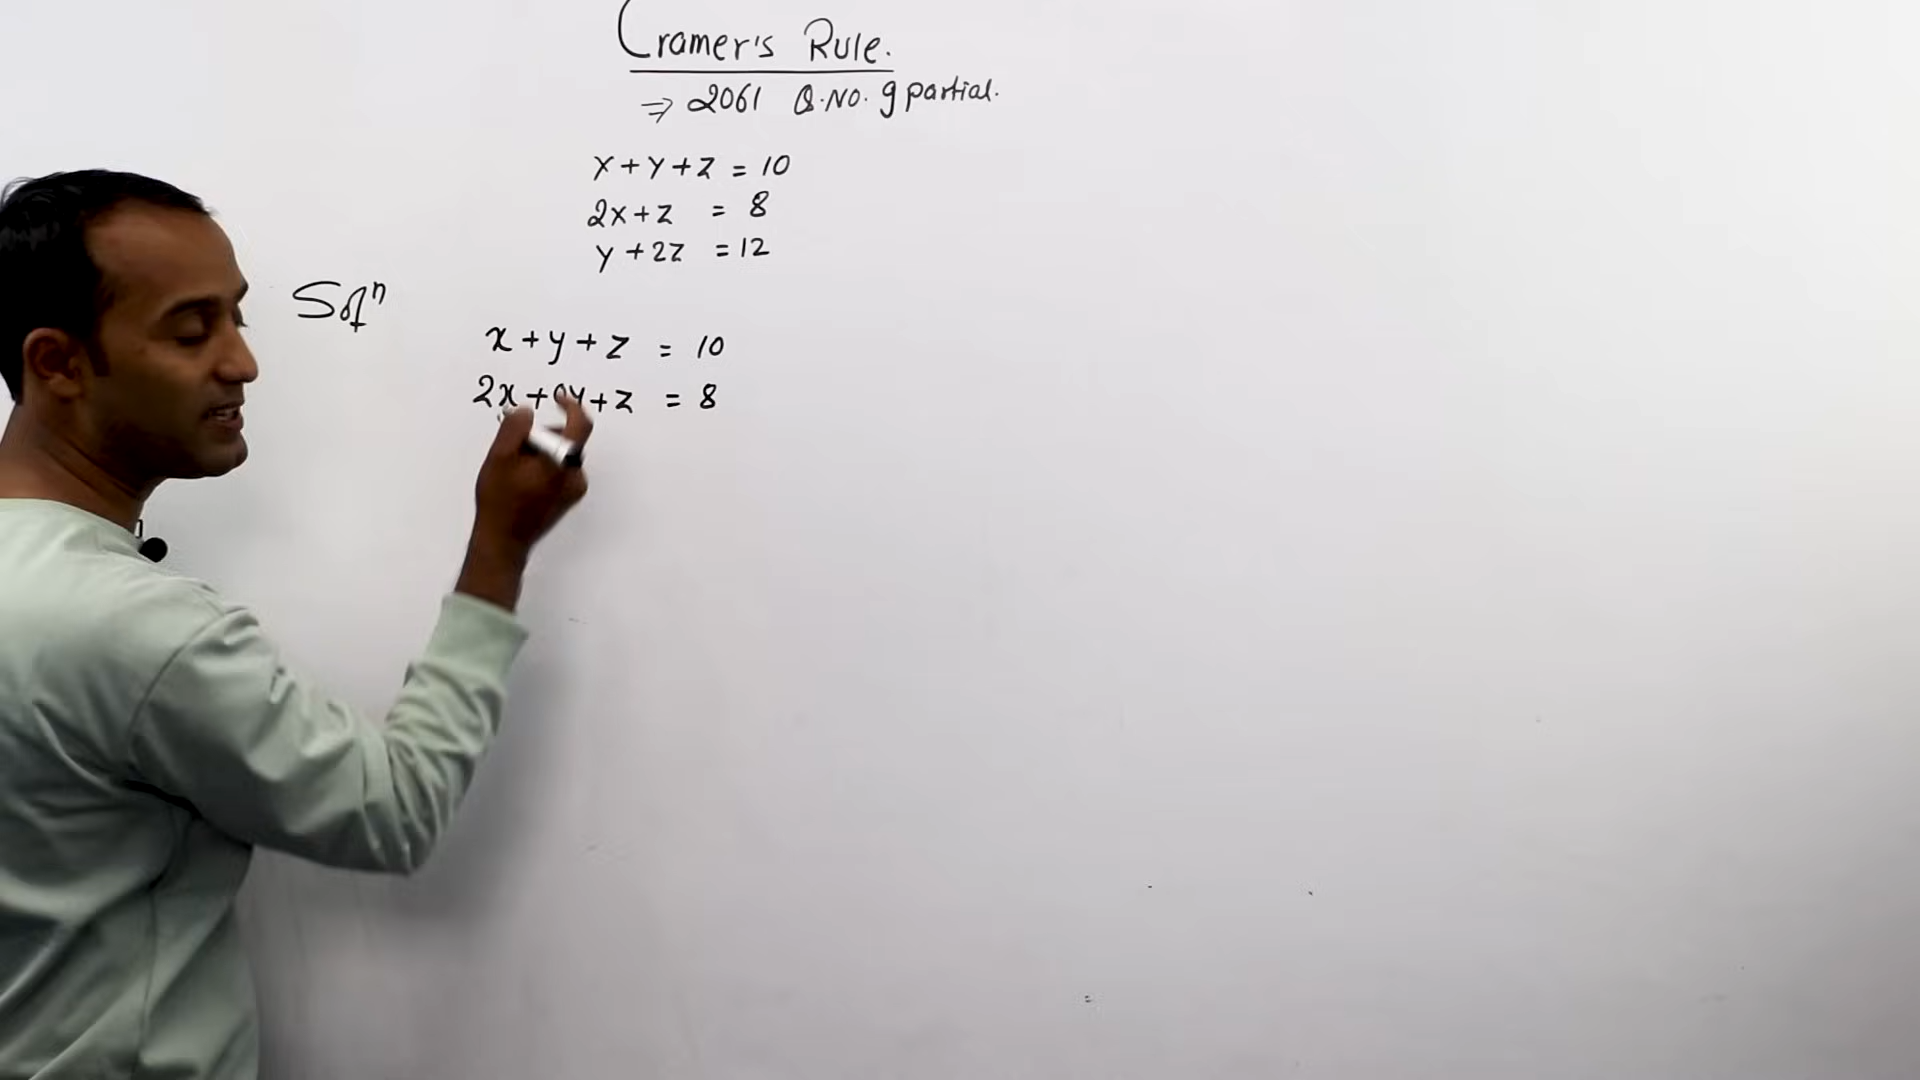 Cramer's Rule.
⇒ 2061 Q.NO. 9 partial.
x + y + z = 10
2x + z = 8
y + 2z = 12
Solⁿ
x + y + z = 10
2x + 0y + z = 8